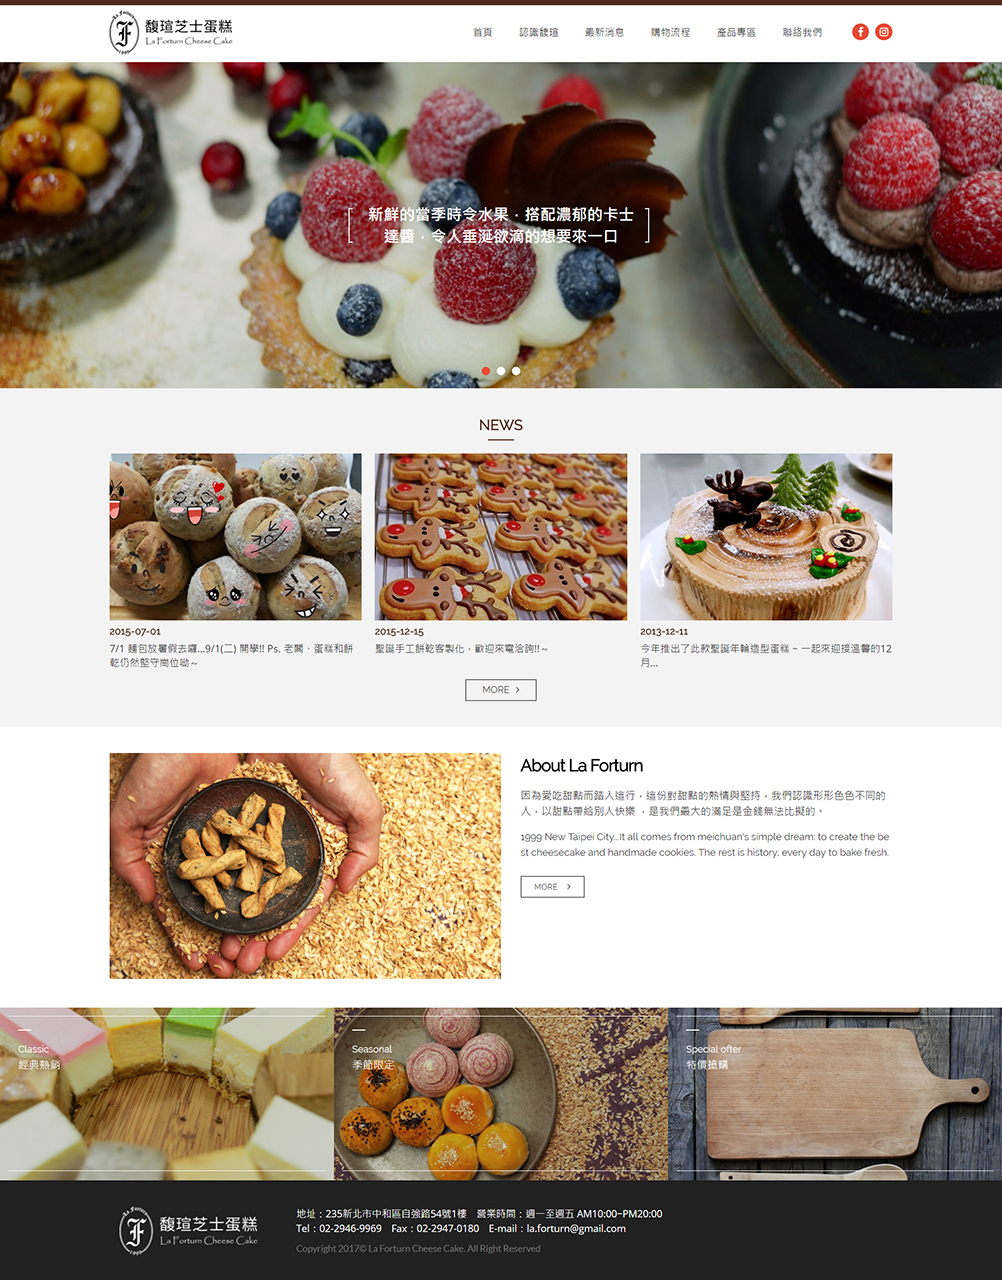 馥瑄芝士蛋糕
La Forturn Cheese Cake
首頁 認識馥瑄 最新消息 購物流程 產品專區 聯絡我們
新鮮的當季時令水果．搭配濃郁的卡士
達醬．令人垂涎欲滴的想要來一口
NEWS
2015-07-01
7/1 麵包放暑假去囉...9/1(二) 開學!! Ps. 老闆、蛋糕和餅
乾仍然堅守崗位呦～
2015-12-15
聖誕手工餅乾客製化，歡迎來電洽詢!!～
2013-12-11
今年推出了此款聖誕年輪造型蛋糕～一起來迎接溫馨的12
月...
MORE
About La Forturn
因為愛吃甜點而踏入這行，這份對甜點的熱情與堅持，我們認識形形色色不同的
人，以甜點帶給別人快樂 ，是我們最大的滿足是金錢無法比擬的。
1999 New Taipei City...It all comes from meichuan's simple dream: to create the be
st cheesecake and handmade cookies. The rest is history, every day to bake fresh.
MORE
Classic
經典熱銷
Seasonal
季節限定
Special ofter
特價搶購
La Forturn
1999
馥瑄芝士蛋糕
La Forturn Cheese Cake
地址：235新北市中和區自強路54號1樓 營業時間：週一至週五 AM10:00~PM20:00
Tel：02-2946-9969 Fax：02-2947-0180 E-mail：la.forturn@gmail.com
Copyright 2017© La Forturn Cheese Cake. All Right Reserved